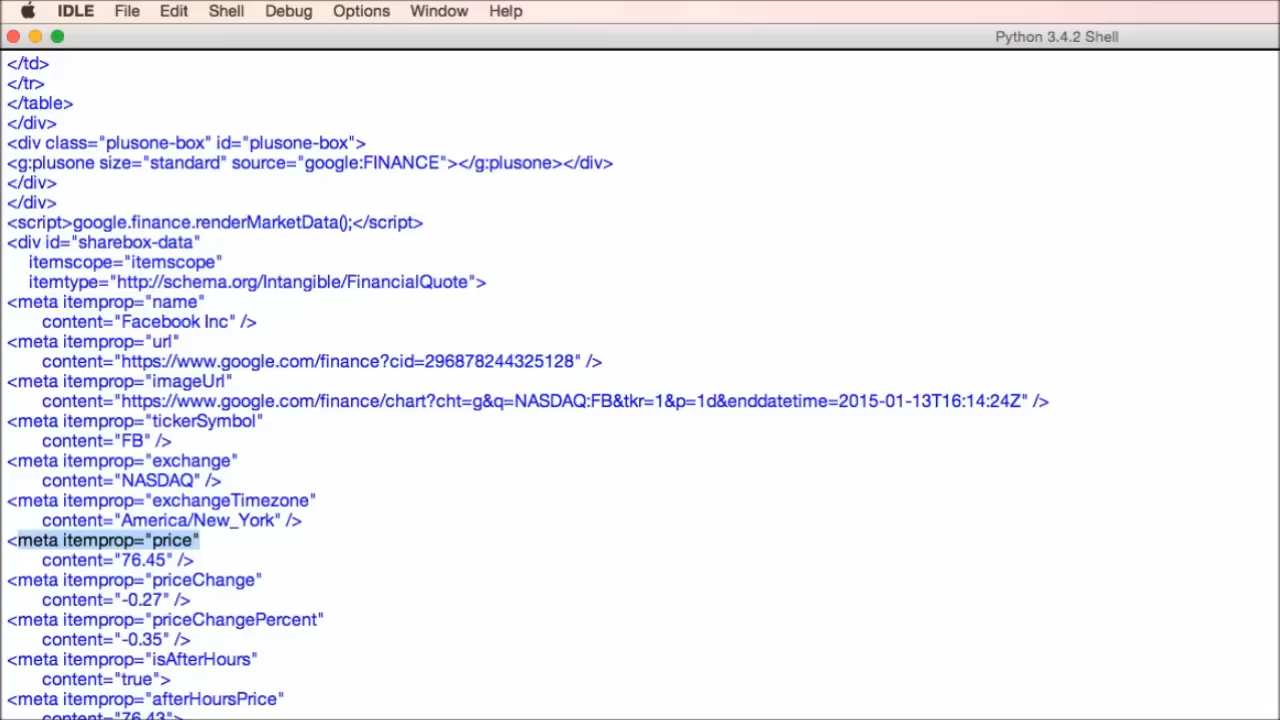 IDLE File Edit Shell Debug Options Window Help
Python 3.4.2 Shell
</td>
</tr>
</table>
</div>
<div class="plusone-box" id="plusone-box">
<g:plusone size="standard" source="google:FINANCE"></g:plusone></div>
</div>
</div>
<script>google.finance.renderMarketData();</script>
<div id="sharebox-data"
itemscope="itemscope"
itemtype="http://schema.org/Intangible/FinancialQuote">
<meta itemprop="name"
content="Facebook Inc" />
<meta itemprop="url"
content="https://www.google.com/finance?cid=296878244325128" />
<meta itemprop="imageUrl"
content="https://www.google.com/finance/chart?cht=g&q=NASDAQ:FB&tkr=1&p=1d&enddatetime=2015-01-13T16:14:24Z" />
<meta itemprop="tickerSymbol"
content="FB" />
<meta itemprop="exchange"
content="NASDAQ" />
<meta itemprop="exchangeTimezone"
content="America/New_York" />
<meta itemprop="price"
content="76.45" />
<meta itemprop="priceChange"
content="-0.27" />
<meta itemprop="priceChangePercent"
content="-0.35" />
<meta itemprop="isAfterHours"
content="true">
<meta itemprop="afterHoursPrice"
content="76.43">